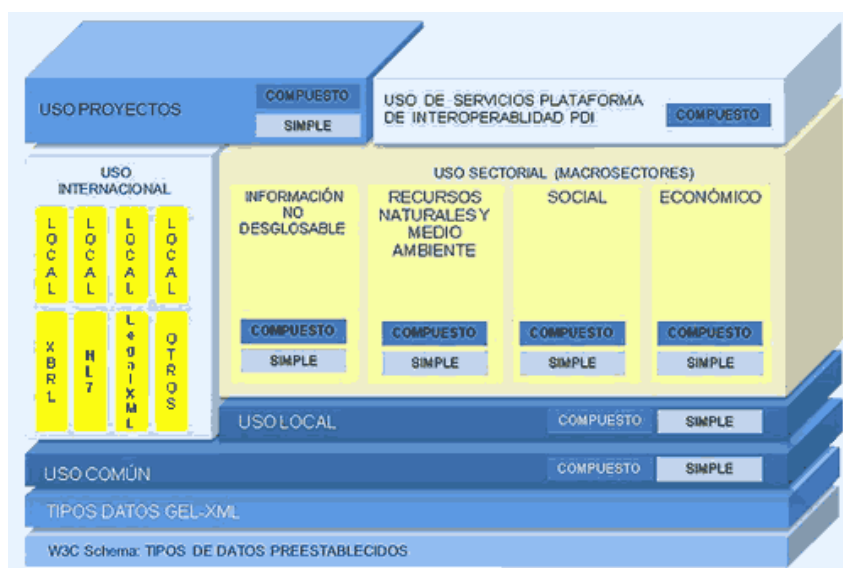 USO PROYECTOS
COMPUESTO
SIMPLE
USO DE SERVICIOS PLATAFORMA
DE INTEROPERABLIDAD PDI
COMPUESTO
USO
INTERNACIONAL
LOCAL
LOCAL
LOCAL
LOCAL
XBRL
HL7
LegalXML
OTROS
USO SECTORIAL (MACROSECTORES)
INFORMACIÓN
NO
DESGLOSABLE
COMPUESTO
SIMPLE
RECURSOS
NATURALES Y
MEDIO
AMBIENTE
COMPUESTO
SIMPLE
SOCIAL
COMPUESTO
SIMPLE
ECONÓMICO
COMPUESTO
SIMPLE
USO LOCAL
COMPUESTO
SIMPLE
USO COMÚN
COMPUESTO
SIMPLE
TIPOS DATOS GEL-XML
W3C Schema: TIPOS DE DATOS PREESTABLECIDOS